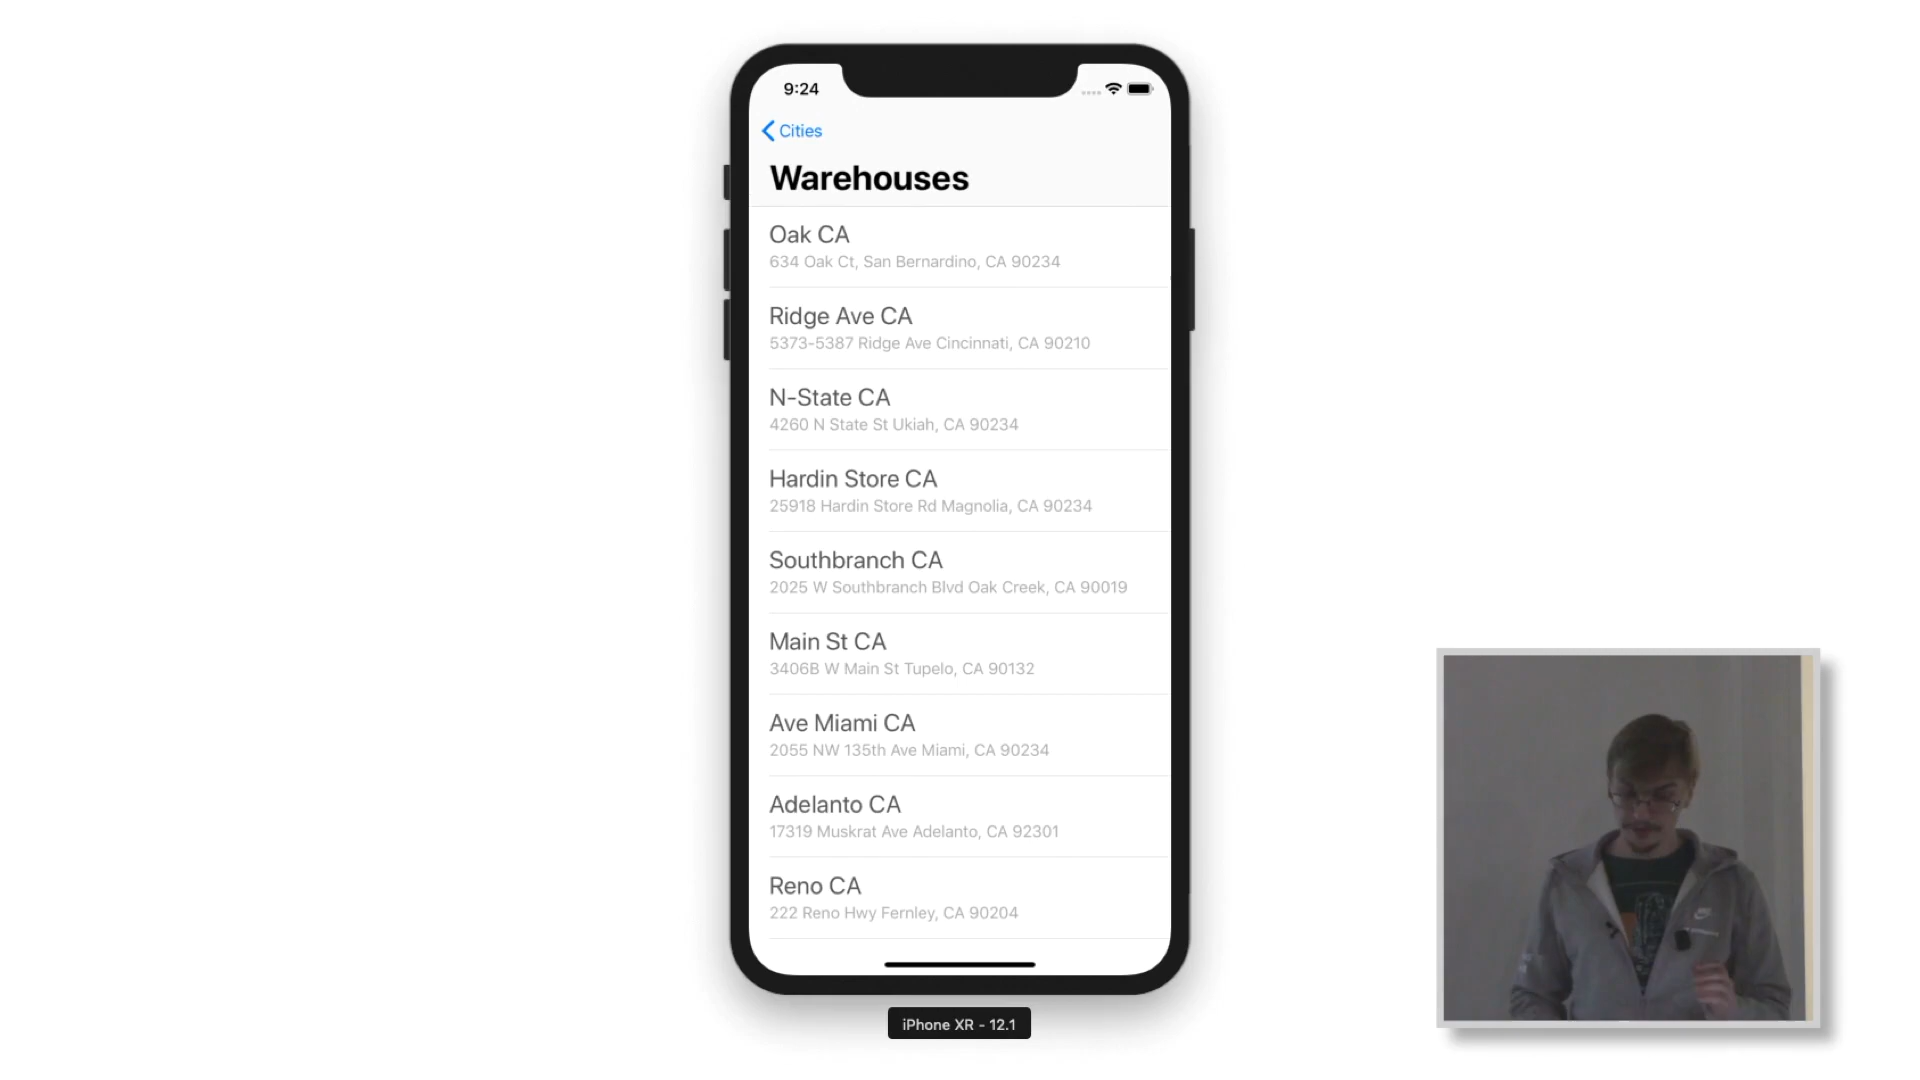 9:24
Cities
Warehouses
Oak CA
634 Oak Ct, San Bernardino, CA 90234
Ridge Ave CA
5373-5387 Ridge Ave Cincinnati, CA 90210
N-State CA
4260 N State St Ukiah, CA 90234
Hardin Store CA
25918 Hardin Store Rd Magnolia, CA 90234
Southbranch CA
2025 W Southbranch Blvd Oak Creek, CA 90019
Main St CA
3406B W Main St Tupelo, CA 90132
Ave Miami CA
2055 NW 135th Ave Miami, CA 90234
Adelanto CA
17319 Muskrat Ave Adelanto, CA 92301
Reno CA
222 Reno Hwy Fernley, CA 90204
iPhone XR - 12.1